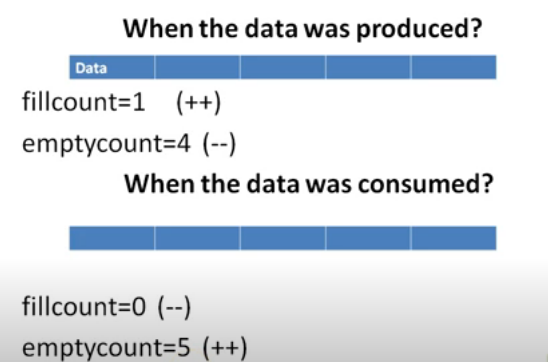 When the data was produced?
Data
fillcount=1 (++)
emptycount=4 (--)
When the data was consumed?
fillcount=0 (--)
emptycount=5 (++)